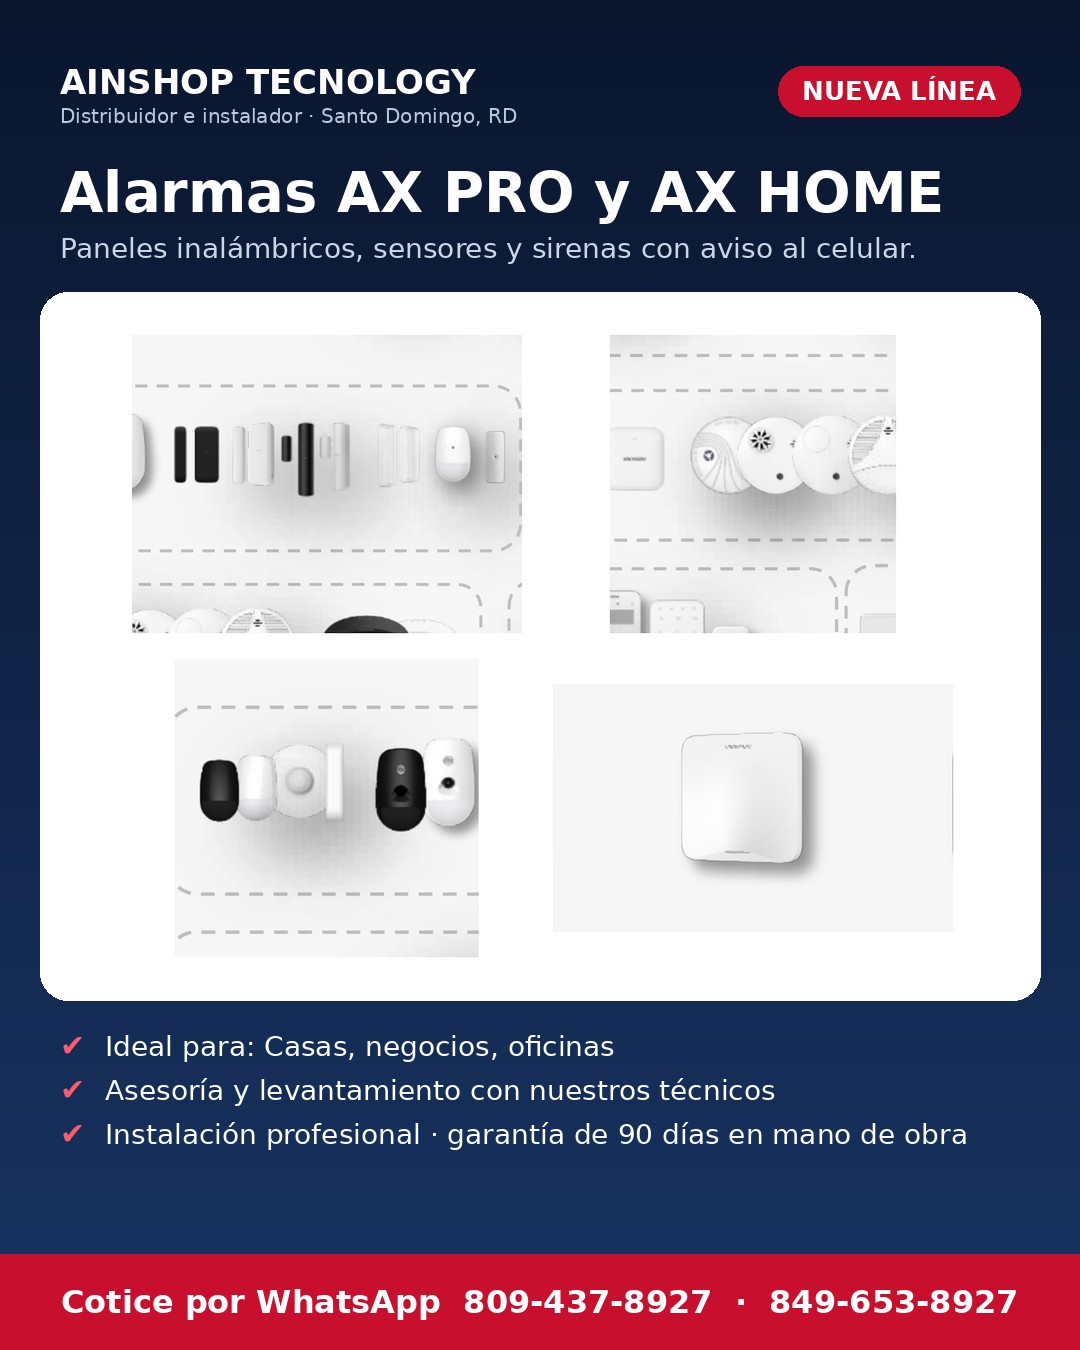 AINSHOP TECNOLOGY
Distribuidor e instalador · Santo Domingo, RD
NUEVA LÍNEA
Alarmas AX PRO y AX HOME
Paneles inalámbricos, sensores y sirenas con aviso al celular.
✔ Ideal para: Casas, negocios, oficinas
✔ Asesoría y levantamiento con nuestros técnicos
✔ Instalación profesional · garantía de 90 días en mano de obra
Cotice por WhatsApp 809-437-8927 · 849-653-8927